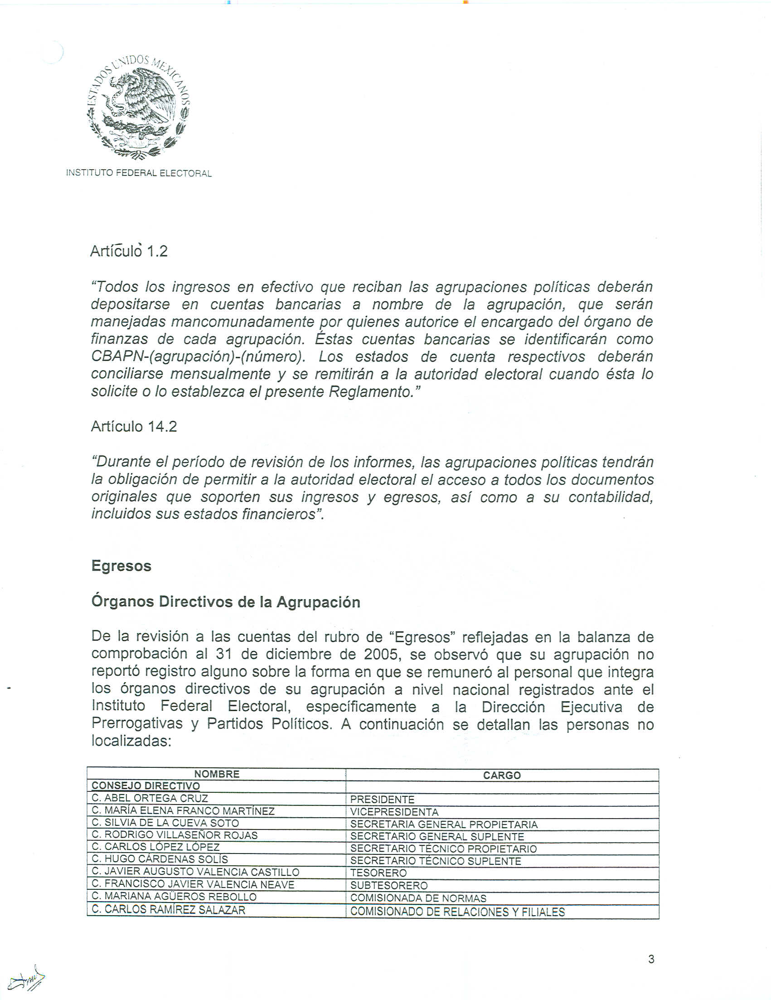 ESTADOS UNIDOS MEXICANOS
INSTITUTO FEDERAL ELECTORAL
Artículo 1.2
“Todos los ingresos en efectivo que reciban las agrupaciones políticas deberán
depositarse en cuentas bancarias a nombre de la agrupación, que serán
manejadas mancomunadamente por quienes autorice el encargado del órgano de
finanzas de cada agrupación. Éstas cuentas bancarias se identificarán como
CBAPN-(agrupación)-(número). Los estados de cuenta respectivos deberán
conciliarse mensualmente y se remitirán a la autoridad electoral cuando ésta lo
solicite o lo establezca el presente Reglamento.”
Artículo 14.2
“Durante el período de revisión de los informes, las agrupaciones políticas tendrán
la obligación de permitir a la autoridad electoral el acceso a todos los documentos
originales que soporten sus ingresos y egresos, así como a su contabilidad,
incluidos sus estados financieros”.
Egresos
Órganos Directivos de la Agrupación
De la revisión a las cuentas del rubro de “Egresos” reflejadas en la balanza de
comprobación al 31 de diciembre de 2005, se observó que su agrupación no
reportó registro alguno sobre la forma en que se remuneró al personal que integra
los órganos directivos de su agrupación a nivel nacional registrados ante el
Instituto Federal Electoral, específicamente a la Dirección Ejecutiva de
Prerrogativas y Partidos Políticos. A continuación se detallan las personas no
localizadas:
NOMBRE CARGO
CONSEJO DIRECTIVO
C. ABEL ORTEGA CRUZ PRESIDENTE
C. MARÍA ELENA FRANCO MARTÍNEZ VICEPRESIDENTA
C. SILVIA DE LA CUEVA SOTO SECRETARIA GENERAL PROPIETARIA
C. RODRIGO VILLASEÑOR ROJAS SECRETARIO GENERAL SUPLENTE
C. CARLOS LÓPEZ LÓPEZ SECRETARIO TÉCNICO PROPIETARIO
C. HUGO CÁRDENAS SOLÍS SECRETARIO TÉCNICO SUPLENTE
C. JAVIER AUGUSTO VALENCIA CASTILLO TESORERO
C. FRANCISCO JAVIER VALENCIA NEAVE SUBTESORERO
C. MARIANA AGÜEROS REBOLLO COMISIONADA DE NORMAS
C. CARLOS RAMÍREZ SALAZAR COMISIONADO DE RELACIONES Y FILIALES
3